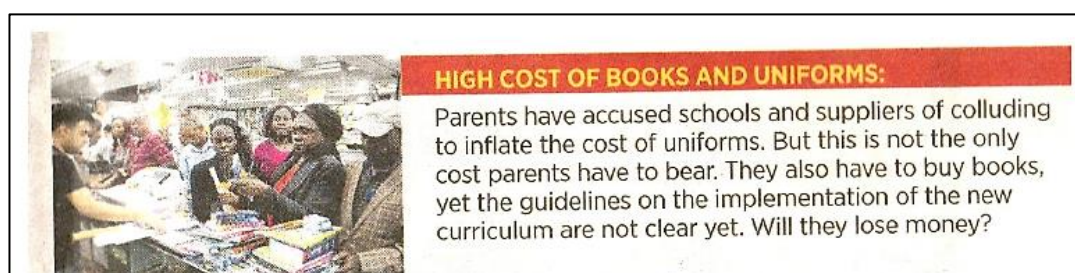 HIGH COST OF BOOKS AND UNIFORMS:
Parent have accused schools and suppliers of colluding
to inflate the cost of uniforms. But this is not the only
cost parents have to bear. They also have to buy books,
yet the guidelines on the implementation of the new
curriculum are not clear yet. Will they lose money?